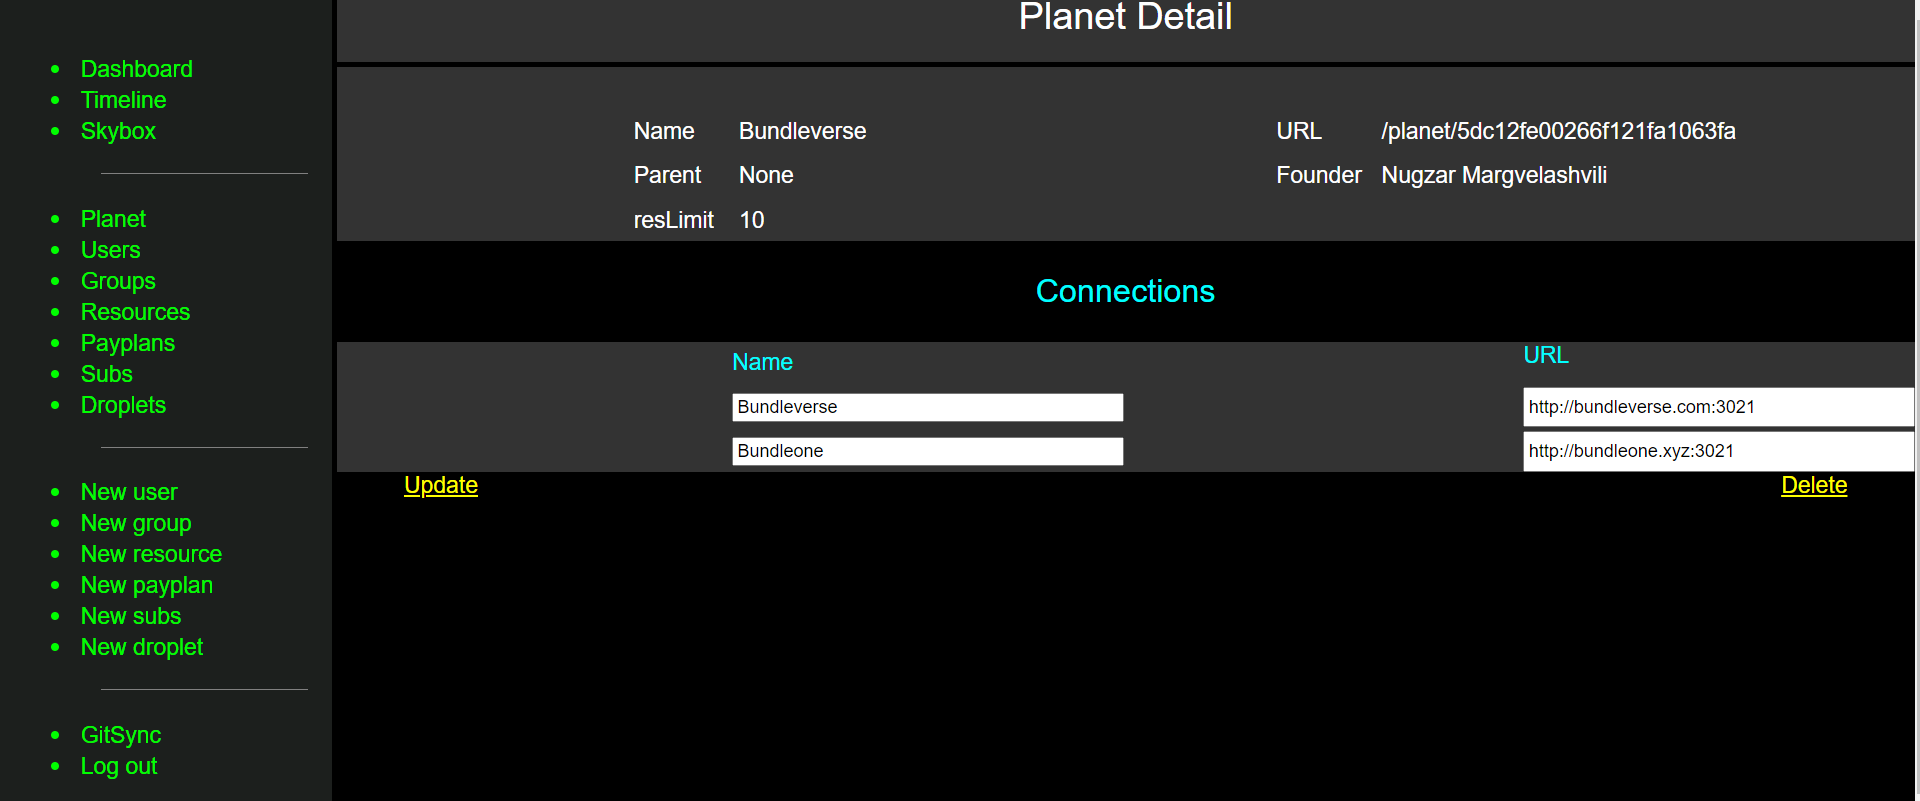 Dashboard
Timeline
Skybox
Planet
Users
Groups
Resources
Payplans
Subs
Droplets
New user
New group
New resource
New payplan
New subs
New droplet
GitSync
Log out
Planet Detail
Name Bundleverse URL /planet/5dc12fe00266f121fa1063fa
Parent None Founder Nugzar Margvelashvili
resLimit 10
Connections
Name URL
Bundleverse http://bundleverse.com:3021
Bundleone http://bundleone.xyz:3021
Update Delete